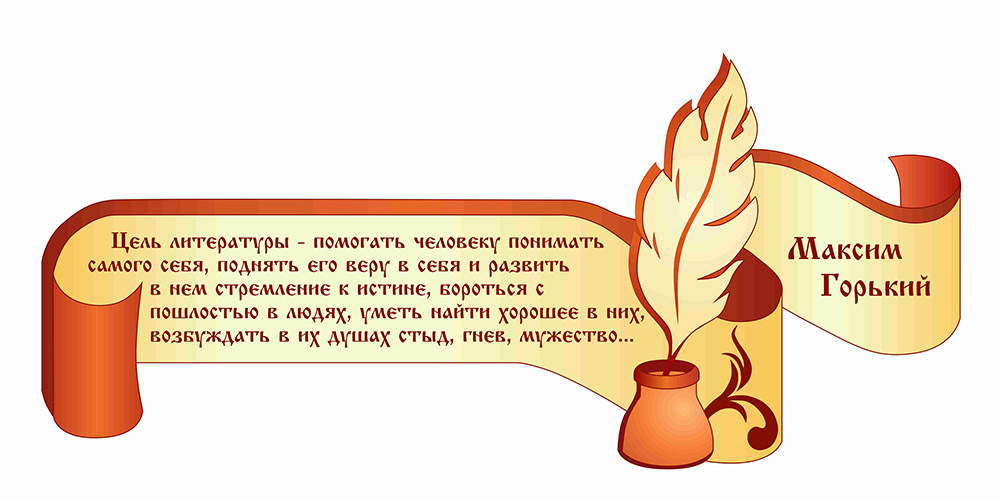 Цель литературы - помогать человеку понимать
самого себя, поднять его веру в себя и развить
в нем стремление к истине, бороться с
пошлостью в людях, уметь найти хорошее в них,
возбуждать в их душах стыд, гнев, мужество...
Максим
Горький